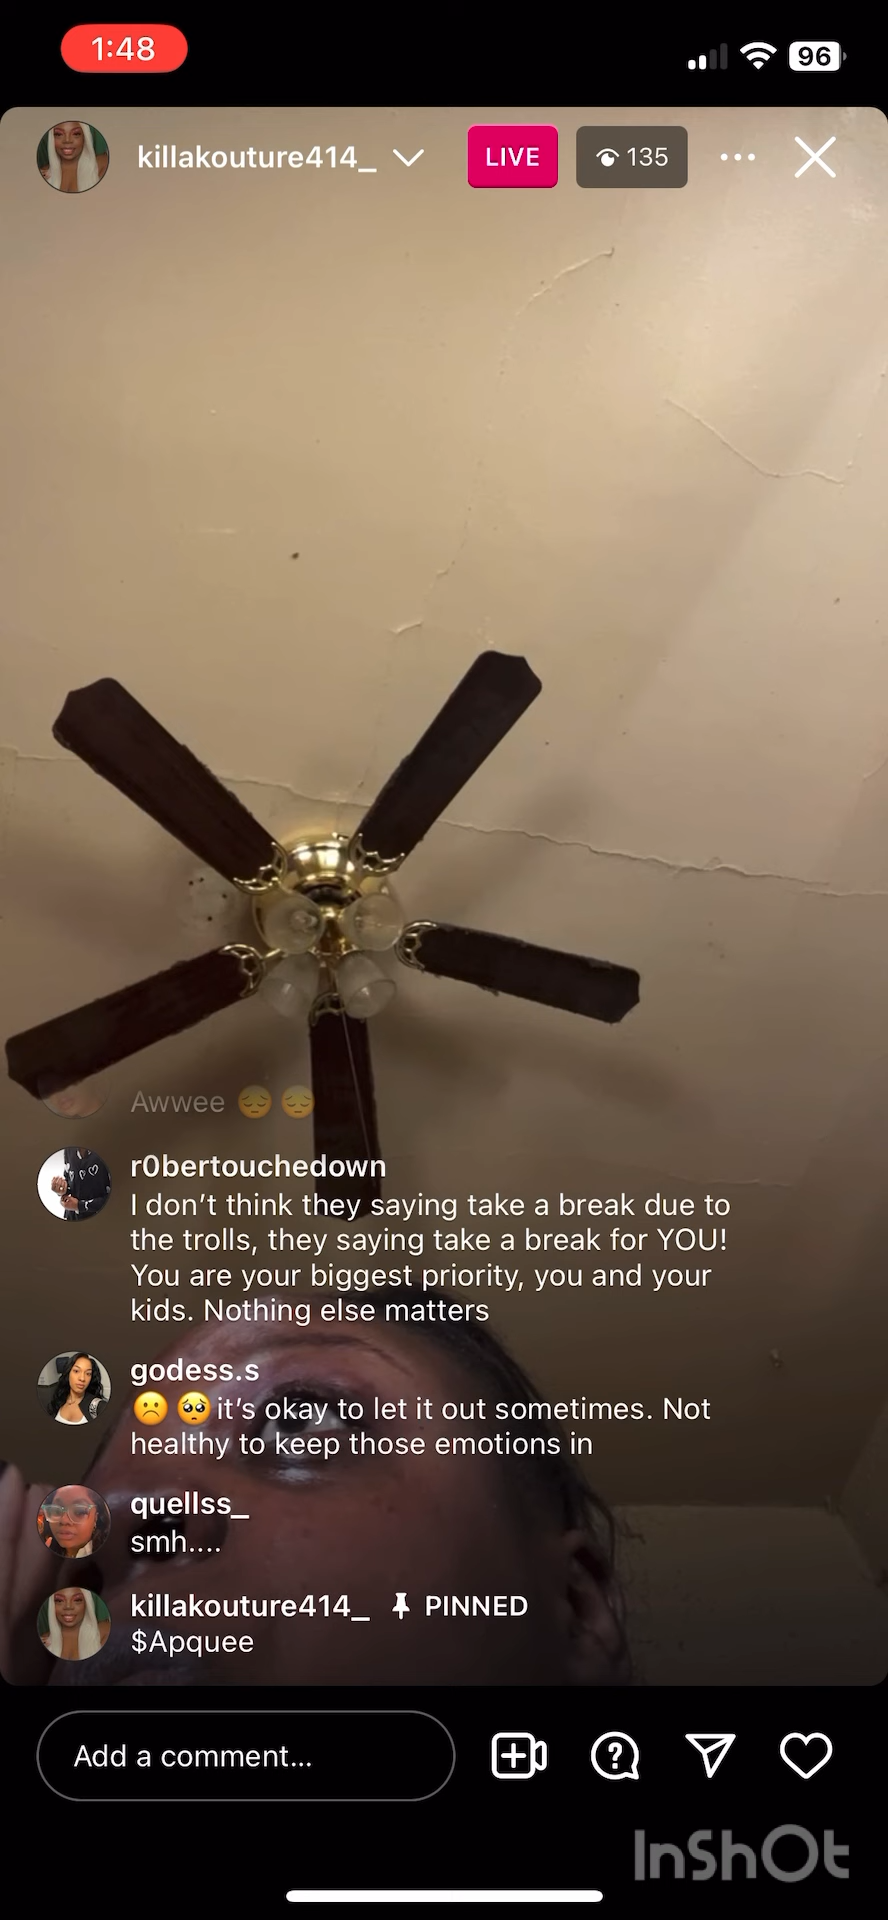 1:48
96
killakouture414_
LIVE
135
Awwee 😔 😔
r0bertouchedown
I don’t think they saying take a break due to
the trolls, they saying take a break for YOU!
You are your biggest priority, you and your
kids. Nothing else matters
godess.s
☹️ 🥺it’s okay to let it out sometimes. Not
healthy to keep those emotions in
quellss_
smh....
killakouture414_ 📌 PINNED
$Apquee
Add a comment...
InShOt